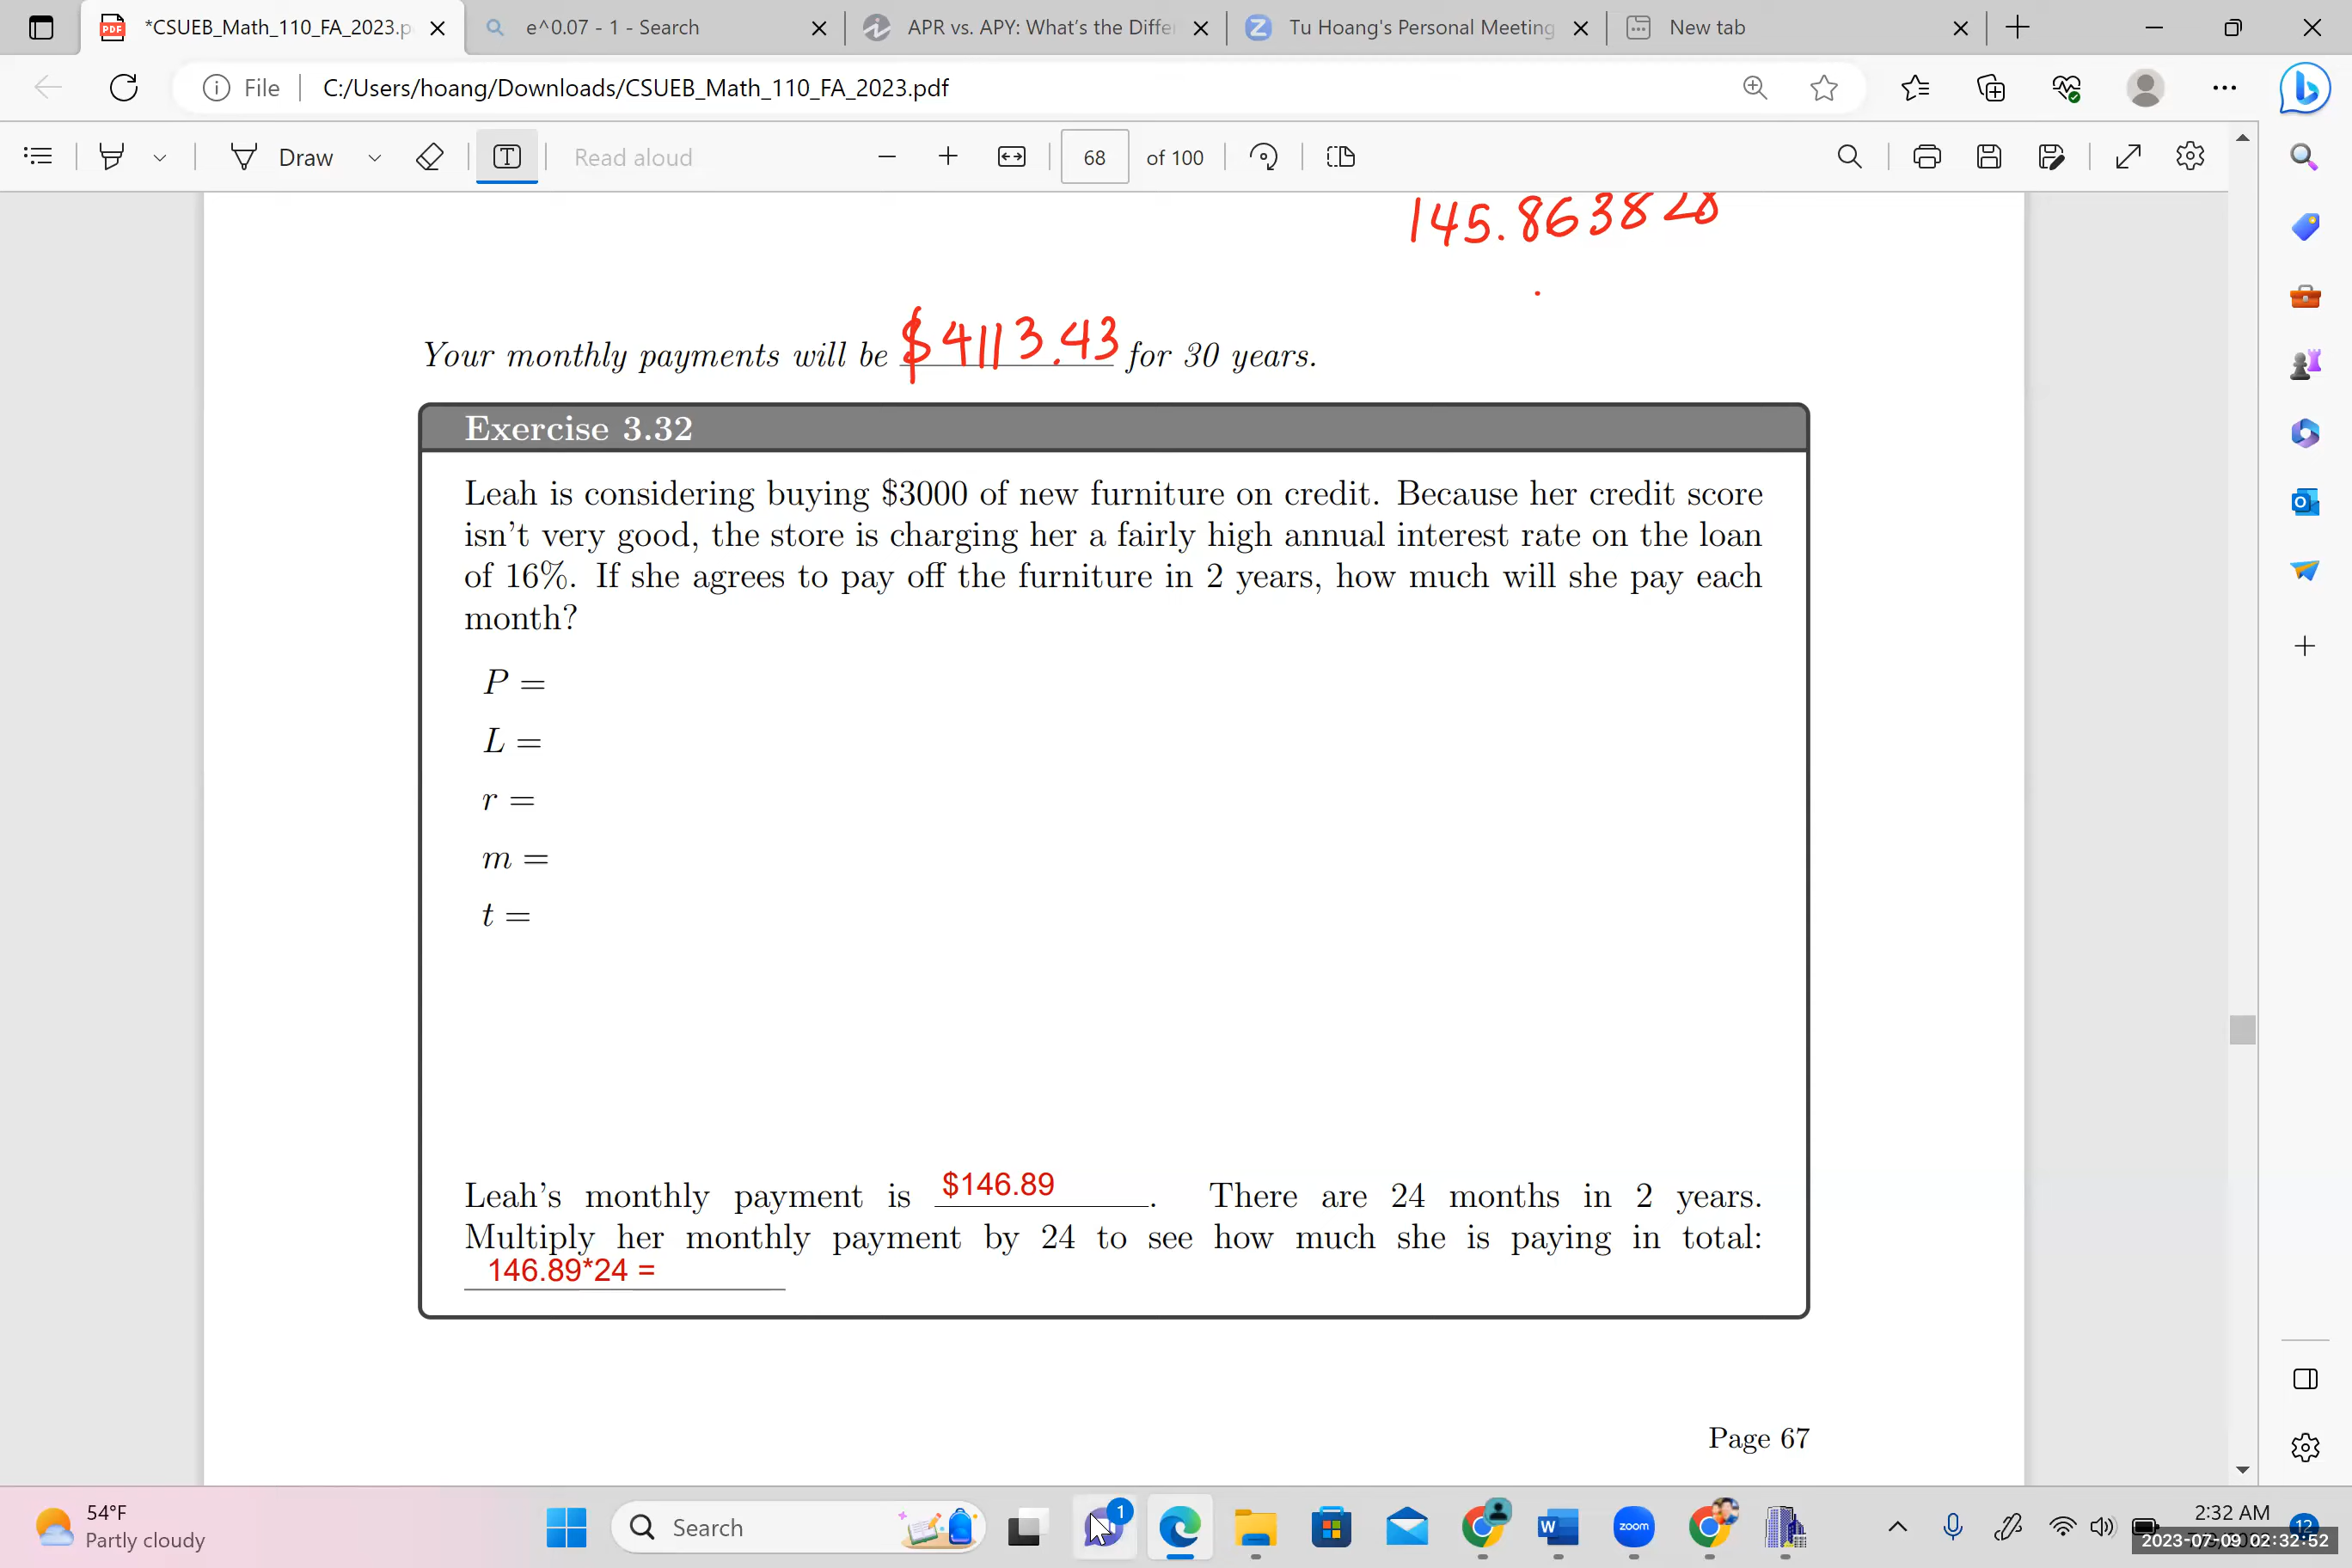 *CSUEB_Math_110_FA_2023.p
e^0.07 - 1 - Search
APR vs. APY: What's the Differ
Tu Hoang's Personal Meeting
New tab
File
C:/Users/hoang/Downloads/CSUEB_Math_110_FA_2023.pdf
Draw
Read aloud
68
of 100
145.863828
Your monthly payments will be $4113.43 for 30 years.
Exercise 3.32
Leah is considering buying $3000 of new furniture on credit. Because her credit score
isn't very good, the store is charging her a fairly high annual interest rate on the loan
of 16%. If she agrees to pay off the furniture in 2 years, how much will she pay each
month?
P =
L =
r =
m =
t =
Leah's monthly payment is $146.89. There are 24 months in 2 years.
Multiply her monthly payment by 24 to see how much she is paying in total:
146.89*24 =
Page 67
54°F
Partly cloudy
Search
1
zoom
2:32 AM
12
2023-07-09 02:32:52